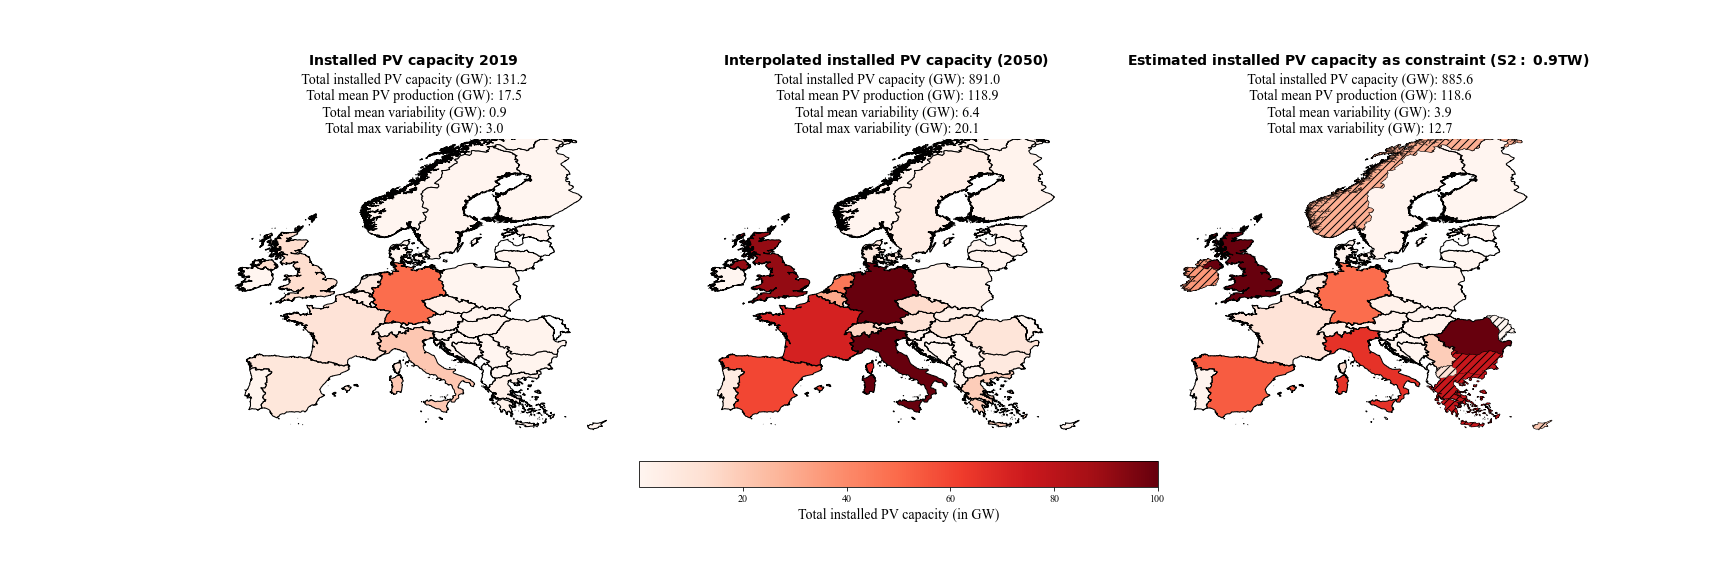 Installed PV capacity 2019
Total installed PV capacity (GW): 131.2
Total mean PV production (GW): 17.5
Total mean variability (GW): 0.9
Total max variability (GW): 3.0
Interpolated installed PV capacity (2050)
Total installed PV capacity (GW): 891.0
Total mean PV production (GW): 118.9
Total mean variability (GW): 6.4
Total max variability (GW): 20.1
Estimated installed PV capacity as constraint (S2 : 0.9TW)
Total installed PV capacity (GW): 885.6
Total mean PV production (GW): 118.6
Total mean variability (GW): 3.9
Total max variability (GW): 12.7
20 40 60 80 100
Total installed PV capacity (in GW)